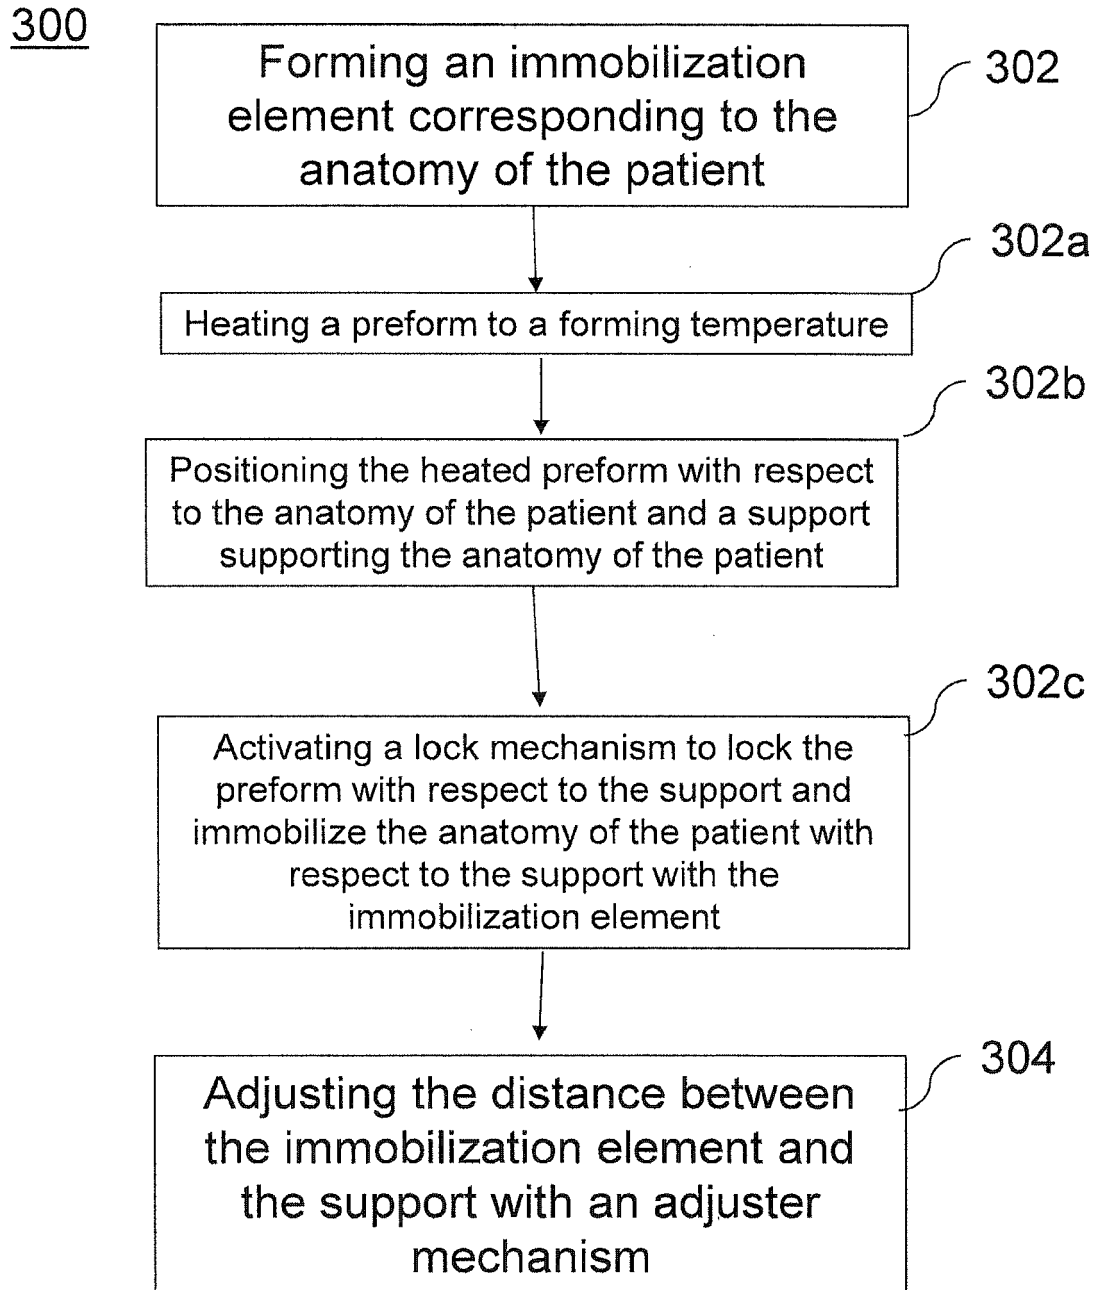 300
Forming an immobilization
element corresponding to the
anatomy of the patient
302
302a
Heating a preform to a forming temperature
302b
Positioning the heated preform with respect
to the anatomy of the patient and a support
supporting the anatomy of the patient
302c
Activating a lock mechanism to lock the
preform with respect to the support and
immobilize the anatomy of the patient with
respect to the support with the
immobilization element
304
Adjusting the distance between
the immobilization element and
the support with an adjuster
mechanism